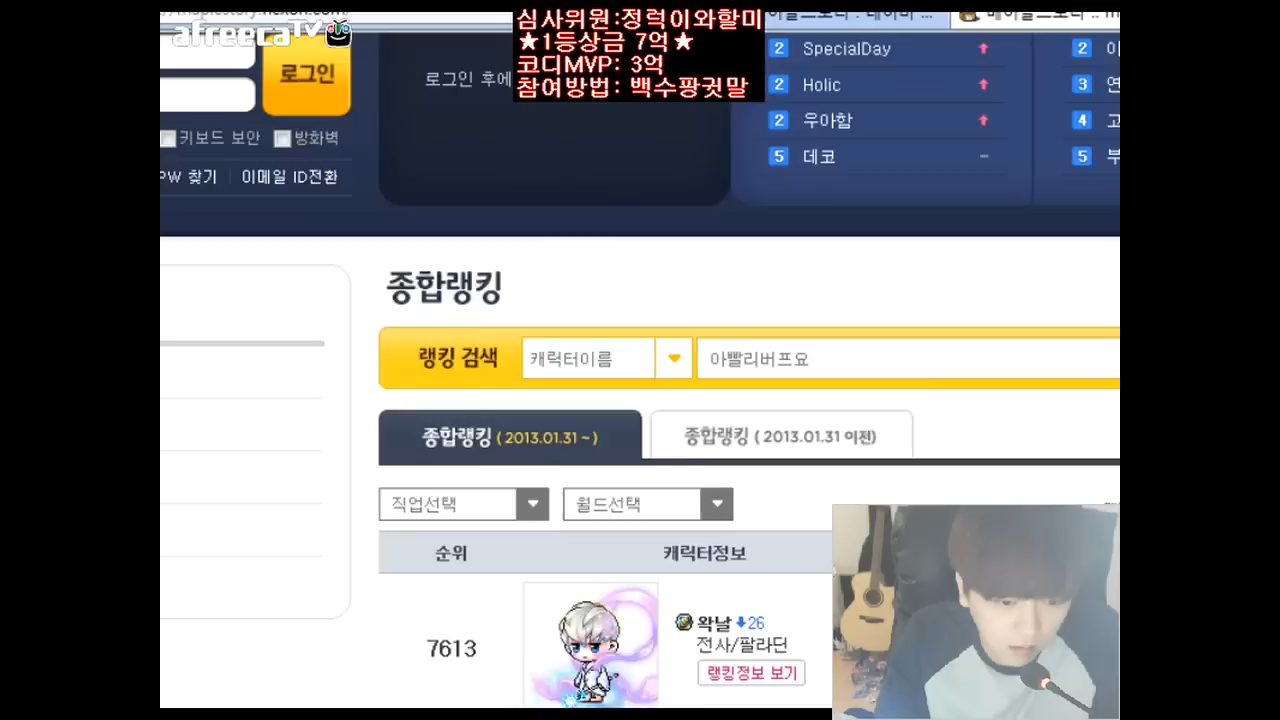 afreecaTV
심사위원:정럭이와할미
★1등상금 7억★
코디MVP: 3억
참여방법: 백수팡귓말
로그인
로그인 후에
키보드 보안
방화벽
PW 찾기
이메일 ID전환
2 SpecialDay
2 Holic
2 우아함
5 데코
2
3
4
5
종합랭킹
랭킹 검색
캐릭터이름
아빨리버프요
종합랭킹 ( 2013.01.31 ~ )
종합랭킹 ( 2013.01.31 이전)
직업선택
월드선택
순위
캐릭터정보
7613
왁날 26
전사/팔라딘
랭킹정보 보기